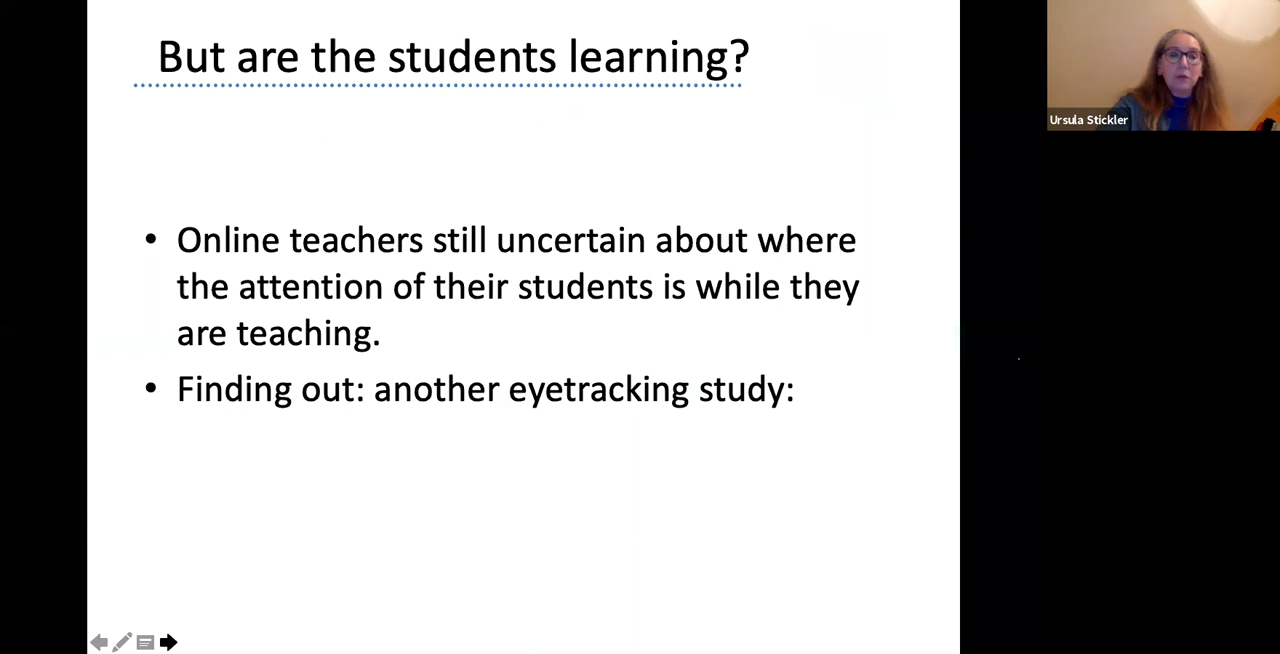 But are the students learning?
Ursula Stickler
• Online teachers still uncertain about where
the attention of their students is while they
are teaching.
• Finding out: another eyetracking study: